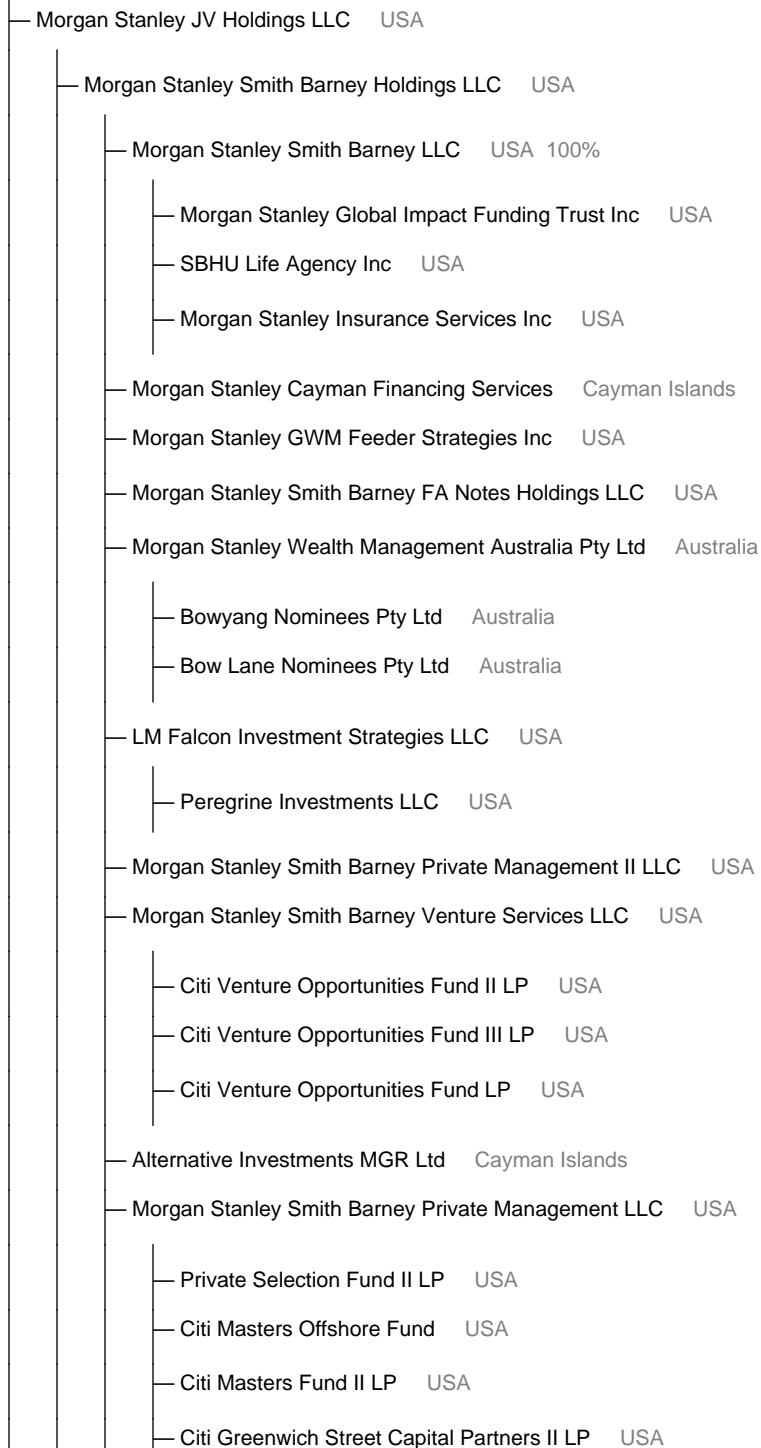 Morgan Stanley JV Holdings LLC USA
Morgan Stanley Smith Barney Holdings LLC USA
Morgan Stanley Smith Barney LLC USA 100%
Morgan Stanley Global Impact Funding Trust Inc USA
SBHU Life Agency Inc USA
Morgan Stanley Insurance Services Inc USA
Morgan Stanley Cayman Financing Services Cayman Islands
Morgan Stanley GWM Feeder Strategies Inc USA
Morgan Stanley Smith Barney FA Notes Holdings LLC USA
Morgan Stanley Wealth Management Australia Pty Ltd Australia
Bowyang Nominees Pty Ltd Australia
Bow Lane Nominees Pty Ltd Australia
LM Falcon Investment Strategies LLC USA
Peregrine Investments LLC USA
Morgan Stanley Smith Barney Private Management II LLC USA
Morgan Stanley Smith Barney Venture Services LLC USA
Citi Venture Opportunities Fund II LP USA
Citi Venture Opportunities Fund III LP USA
Citi Venture Opportunities Fund LP USA
Alternative Investments MGR Ltd Cayman Islands
Morgan Stanley Smith Barney Private Management LLC USA
Private Selection Fund II LP USA
Citi Masters Offshore Fund USA
Citi Masters Fund II LP USA
Citi Greenwich Street Capital Partners II LP USA